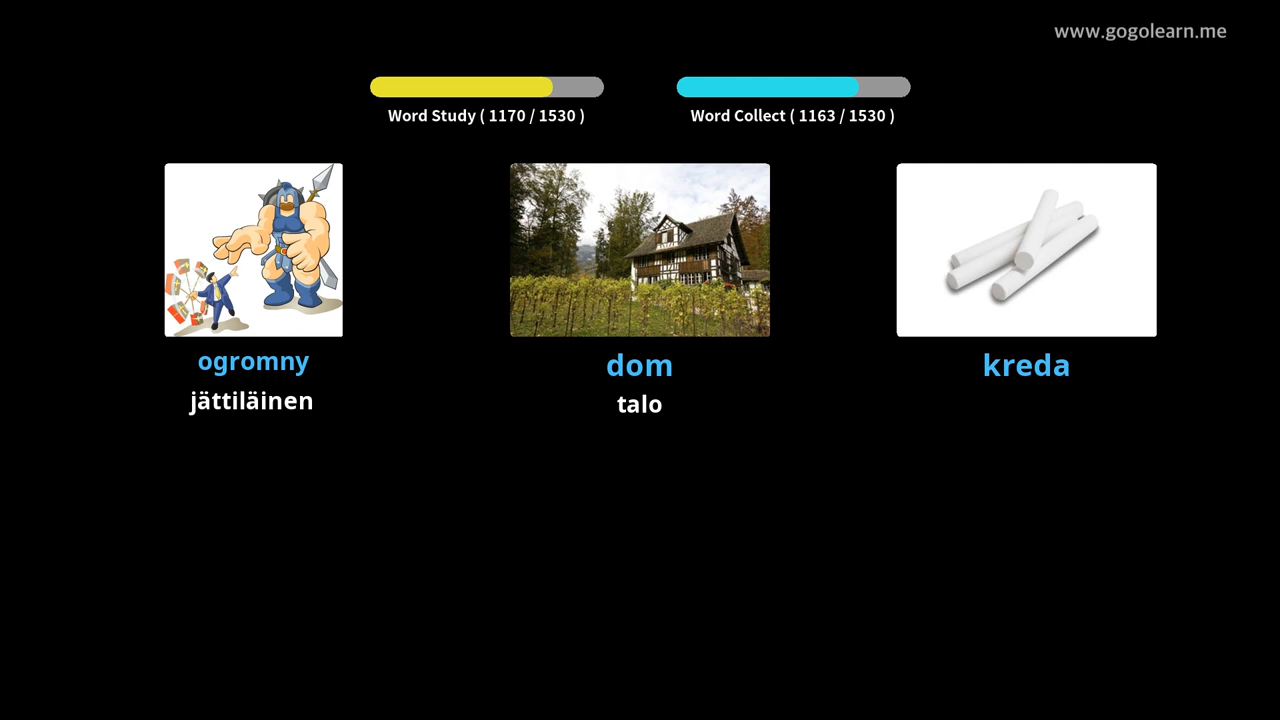 www.gogolearn.me
Word Study ( 1170 / 1530 )
Word Collect ( 1163 / 1530 )
ogromny
jättiläinen
dom
talo
kreda